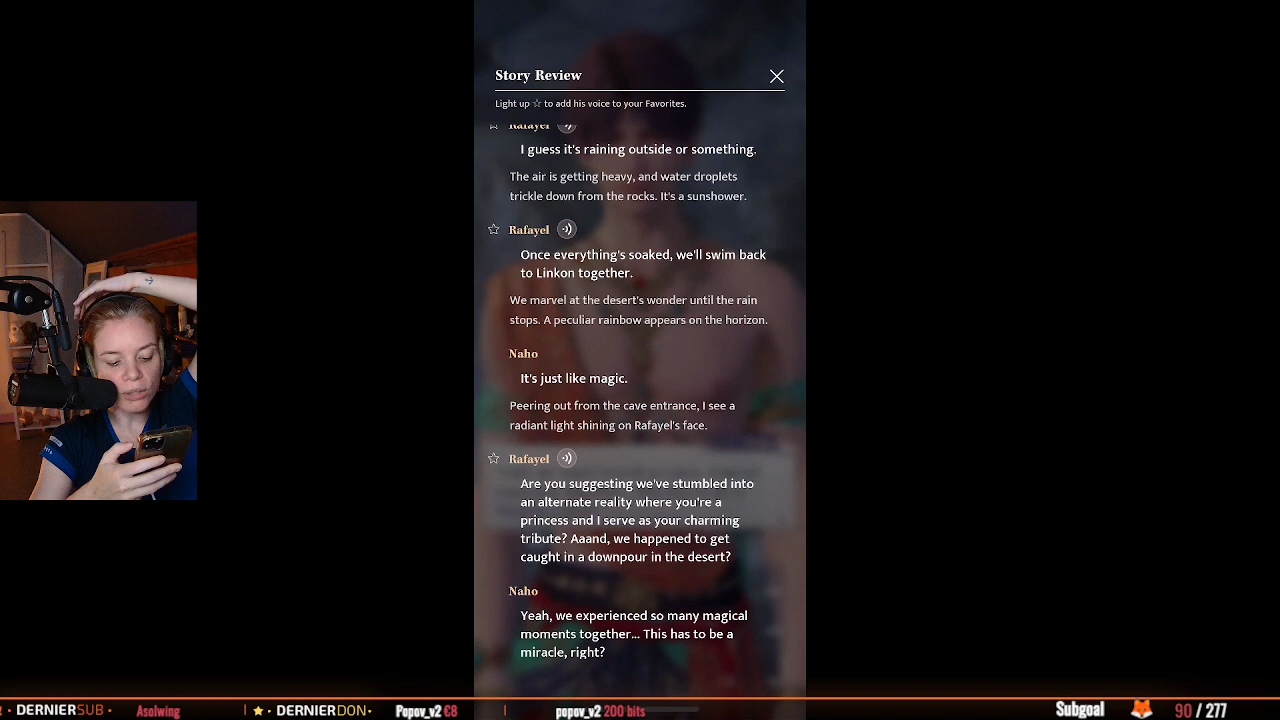 Story Review
Light up ☆ to add his voice to your Favorites.
Rafayel
I guess it's raining outside or something.
The air is getting heavy, and water droplets
trickle down from the rocks. It's a sunshower.
Rafayel
Once everything's soaked, we'll swim back
to Linkon together.
We marvel at the desert's wonder until the rain
stops. A peculiar rainbow appears on the horizon.
Naho
It's just like magic.
Peering out from the cave entrance, I see a
radiant light shining on Rafayel's face.
Rafayel
Are you suggesting we've stumbled into
an alternate reality where you're a
princess and I serve as your charming
tribute? Aaand, we happened to get
caught in a downpour in the desert?
Naho
Yeah, we experienced so many magical
moments together... This has to be a
miracle, right?
• DERNIERSUB • Asolwing | ★ • DERNIERDON • Popov_v2 €8 | popov_v2 200 bits Subgoal 90 / 277